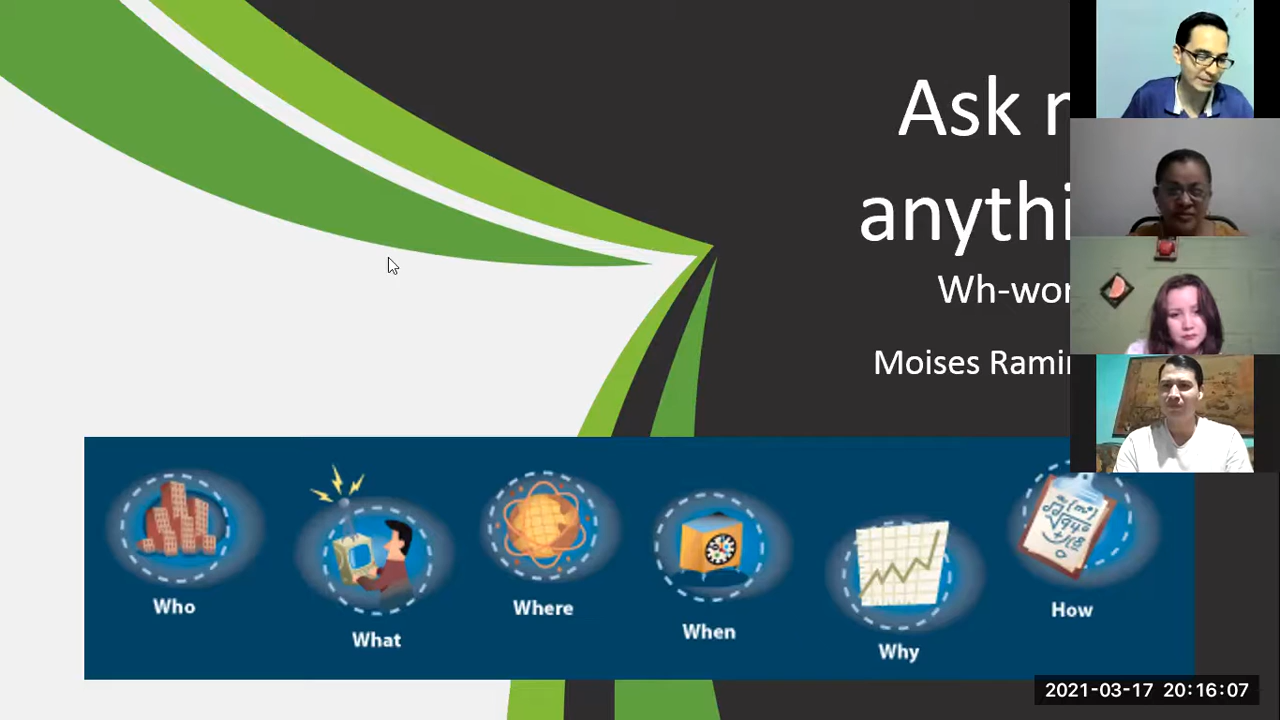 Ask
anythi
Wh-wor
Moises Rami
Who
What
Where
When
Why
How
2021-03-17 20:16:07